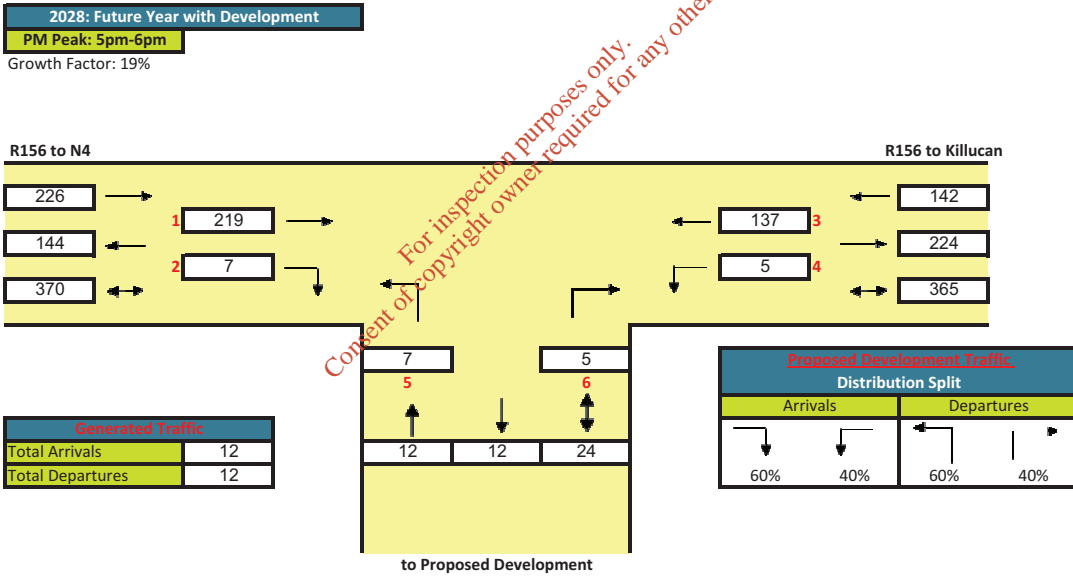 2028: Future Year with Development
PM Peak: 5pm-6pm
Growth Factor: 19%
For inspection purposes only.
Consent of copyright owner required for any other
R156 to N4
R156 to Killucan
226
142
1 219
137 3
144
224
2 7
5 4
370
365
7
5
5
6
Proposed Development Traffic
Distribution Split
Arrivals Departures
60% 40% 60% 40%
Generated Traffic
Total Arrivals 12
Total Departures 12
12 12 24
to Proposed Development